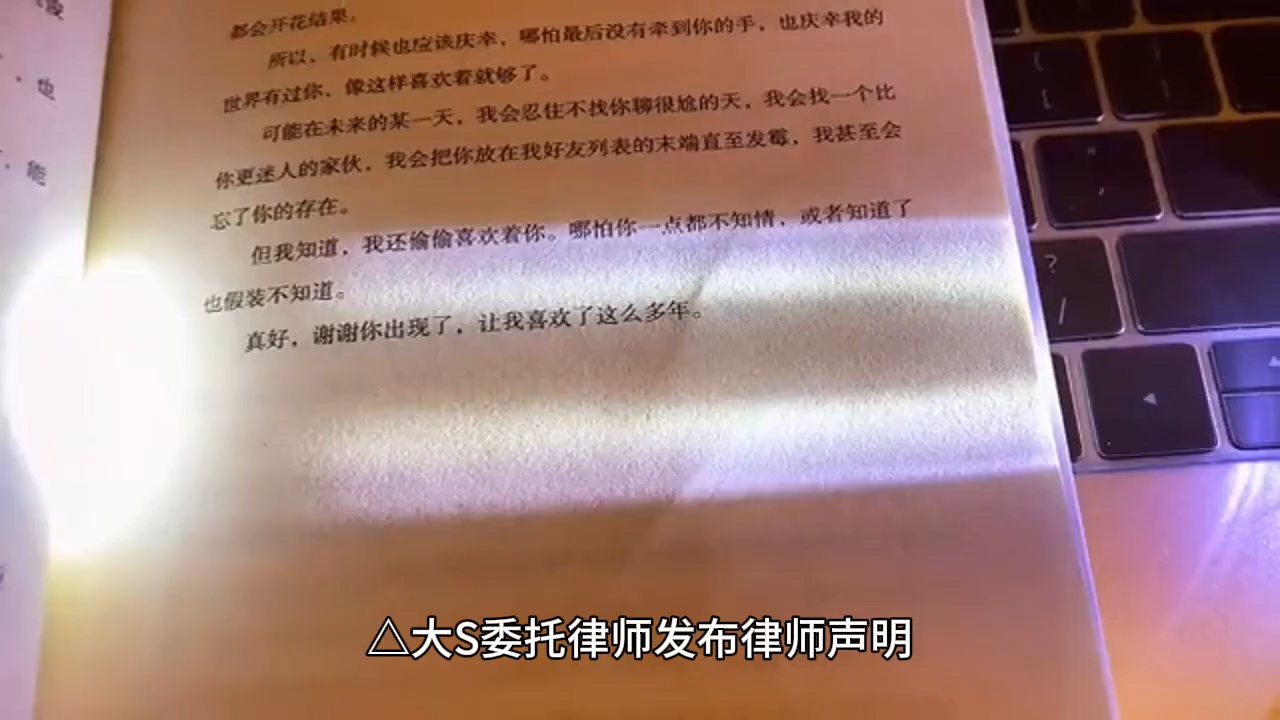 都会开花结果。
所以，有时候也应该庆幸，哪怕最后没有牵到你的手，也庆幸我的
世界有过你，像这样喜欢着就够了。
可能在未来的某一天，我会忍住不找你聊很尬的天，我会找一个比
你更迷人的家伙，我会把你放在我好友列表的末端直至发霉，我甚至会
忘了你的存在。
但我知道，我还偷偷喜欢着你。哪怕你一点都不知情，或者知道了
也假装不知道。
真好，谢谢你出现了，让我喜欢了这么多年。
，也
，能
?
/
△大S委托律师发布律师声明